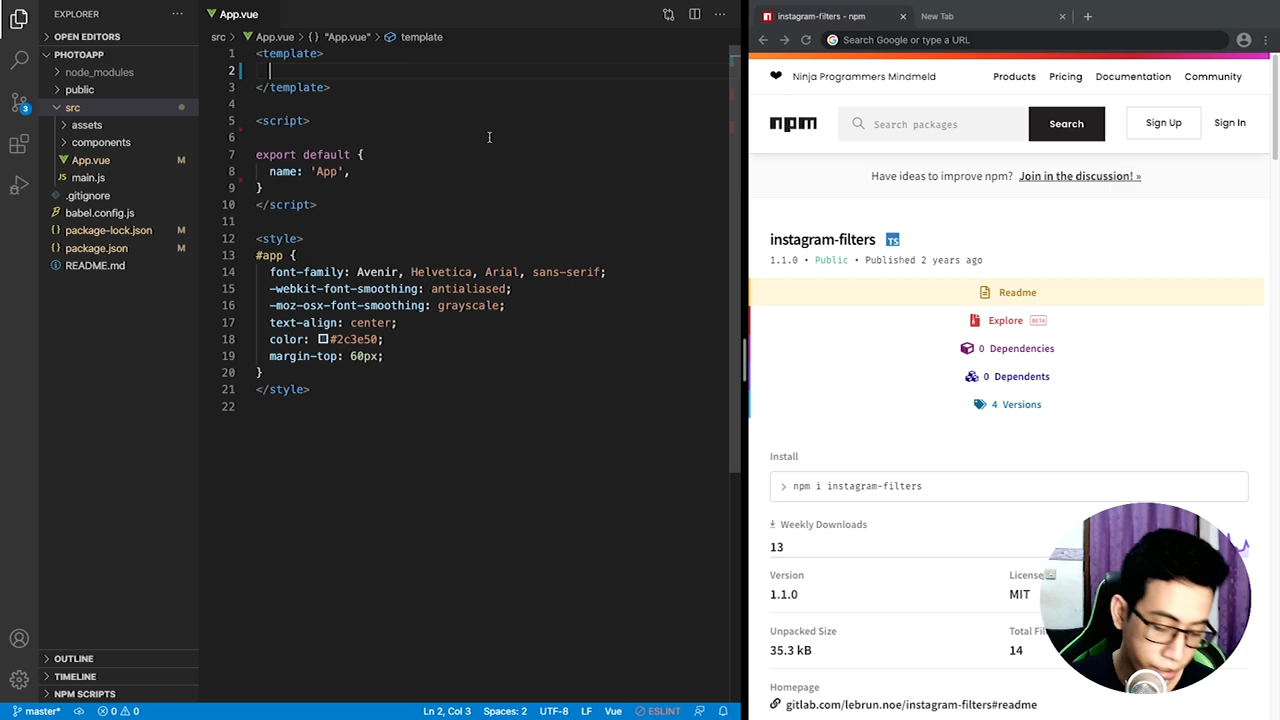 EXPLORER
OPEN EDITORS
PHOTOAPP
node_modules
public
src
assets
components
App.vue M
main.js
.gitignore
babel.config.js
package-lock.json M
package.json M
README.md
OUTLINE
TIMELINE
NPM SCRIPTS
3
App.vue
src App.vue {} "App.vue" template
1 <template>
2
3 </template>
4
5 <script>
6
7 export default {
8 name: 'App',
9 }
10 </script>
11
12 <style>
13 #app {
14 font-family: Avenir, Helvetica, Arial, sans-serif;
15 -webkit-font-smoothing: antialiased;
16 -moz-osx-font-smoothing: grayscale;
17 text-align: center;
18 color: #2c3e50;
19 margin-top: 60px;
20 }
21 </style>
22
master* 0 0 Ln 2, Col 3 Spaces: 2 UTF-8 LF Vue ESLINT
instagram-filters - npm New Tab
Search Google or type a URL
Ninja Programmers Mindmeld Products Pricing Documentation Community
npm Search packages Search Sign Up Sign In
Have ideas to improve npm? Join in the discussion! »
instagram-filters TS
1.1.0 • Public • Published 2 years ago
Readme
Explore BETA
0 Dependencies
0 Dependents
4 Versions
Install
> npm i instagram-filters
Weekly Downloads
13
Version License
1.1.0 MIT
Unpacked Size
35.3 kB 14
Homepage
gitlab.com/lebrun.noe/instagram-filters#readme